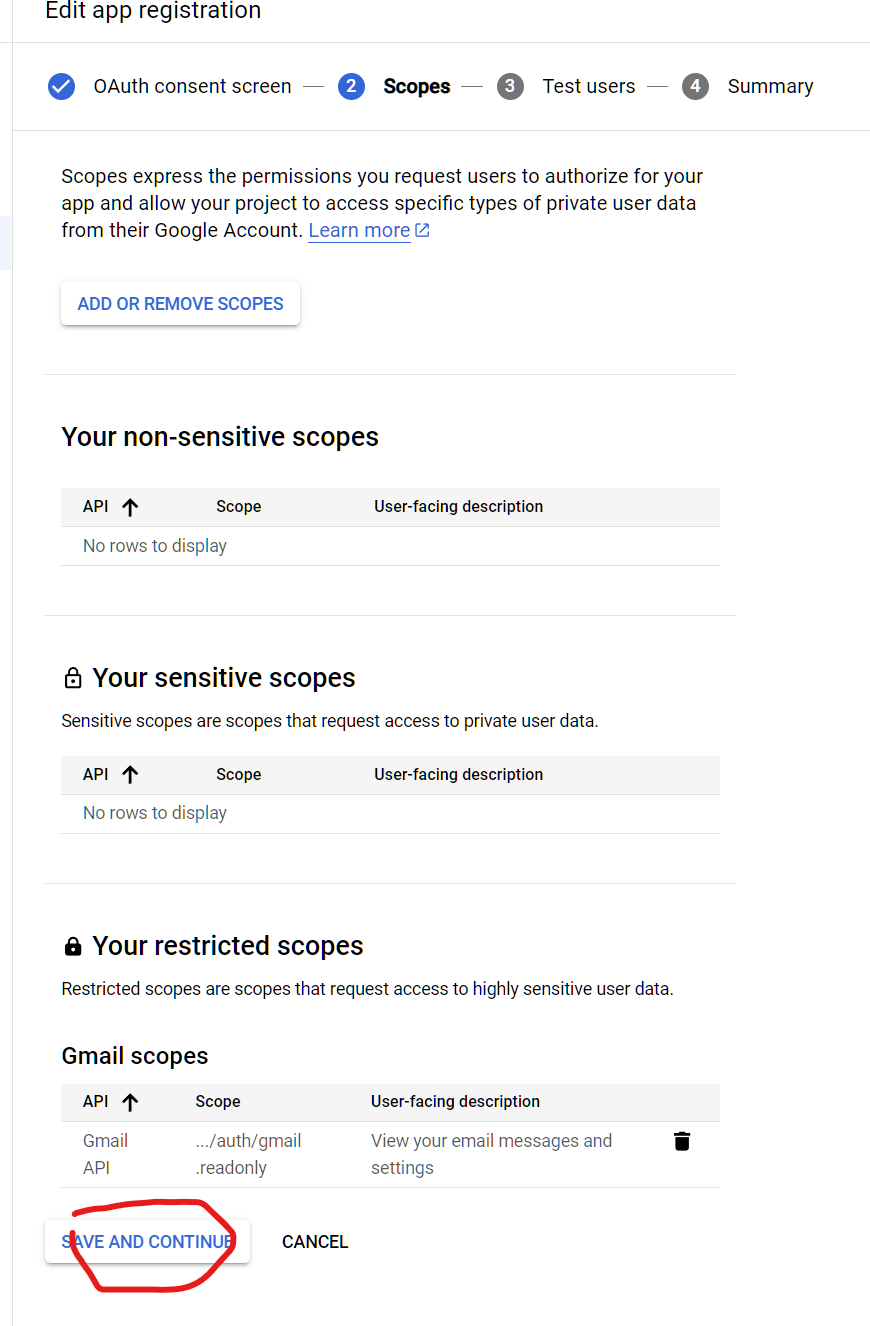 Edit app registration
OAuth consent screen — 2 Scopes — 3 Test users — 4 Summary
Scopes express the permissions you request users to authorize for your
app and allow your project to access specific types of private user data
from their Google Account. Learn more
ADD OR REMOVE SCOPES
Your non-sensitive scopes
API Scope User-facing description
No rows to display
Your sensitive scopes
Sensitive scopes are scopes that request access to private user data.
API Scope User-facing description
No rows to display
Your restricted scopes
Restricted scopes are scopes that request access to highly sensitive user data.
Gmail scopes
API Scope User-facing description
Gmail .../auth/gmail View your email messages and
API .readonly settings
SAVE AND CONTINUE CANCEL